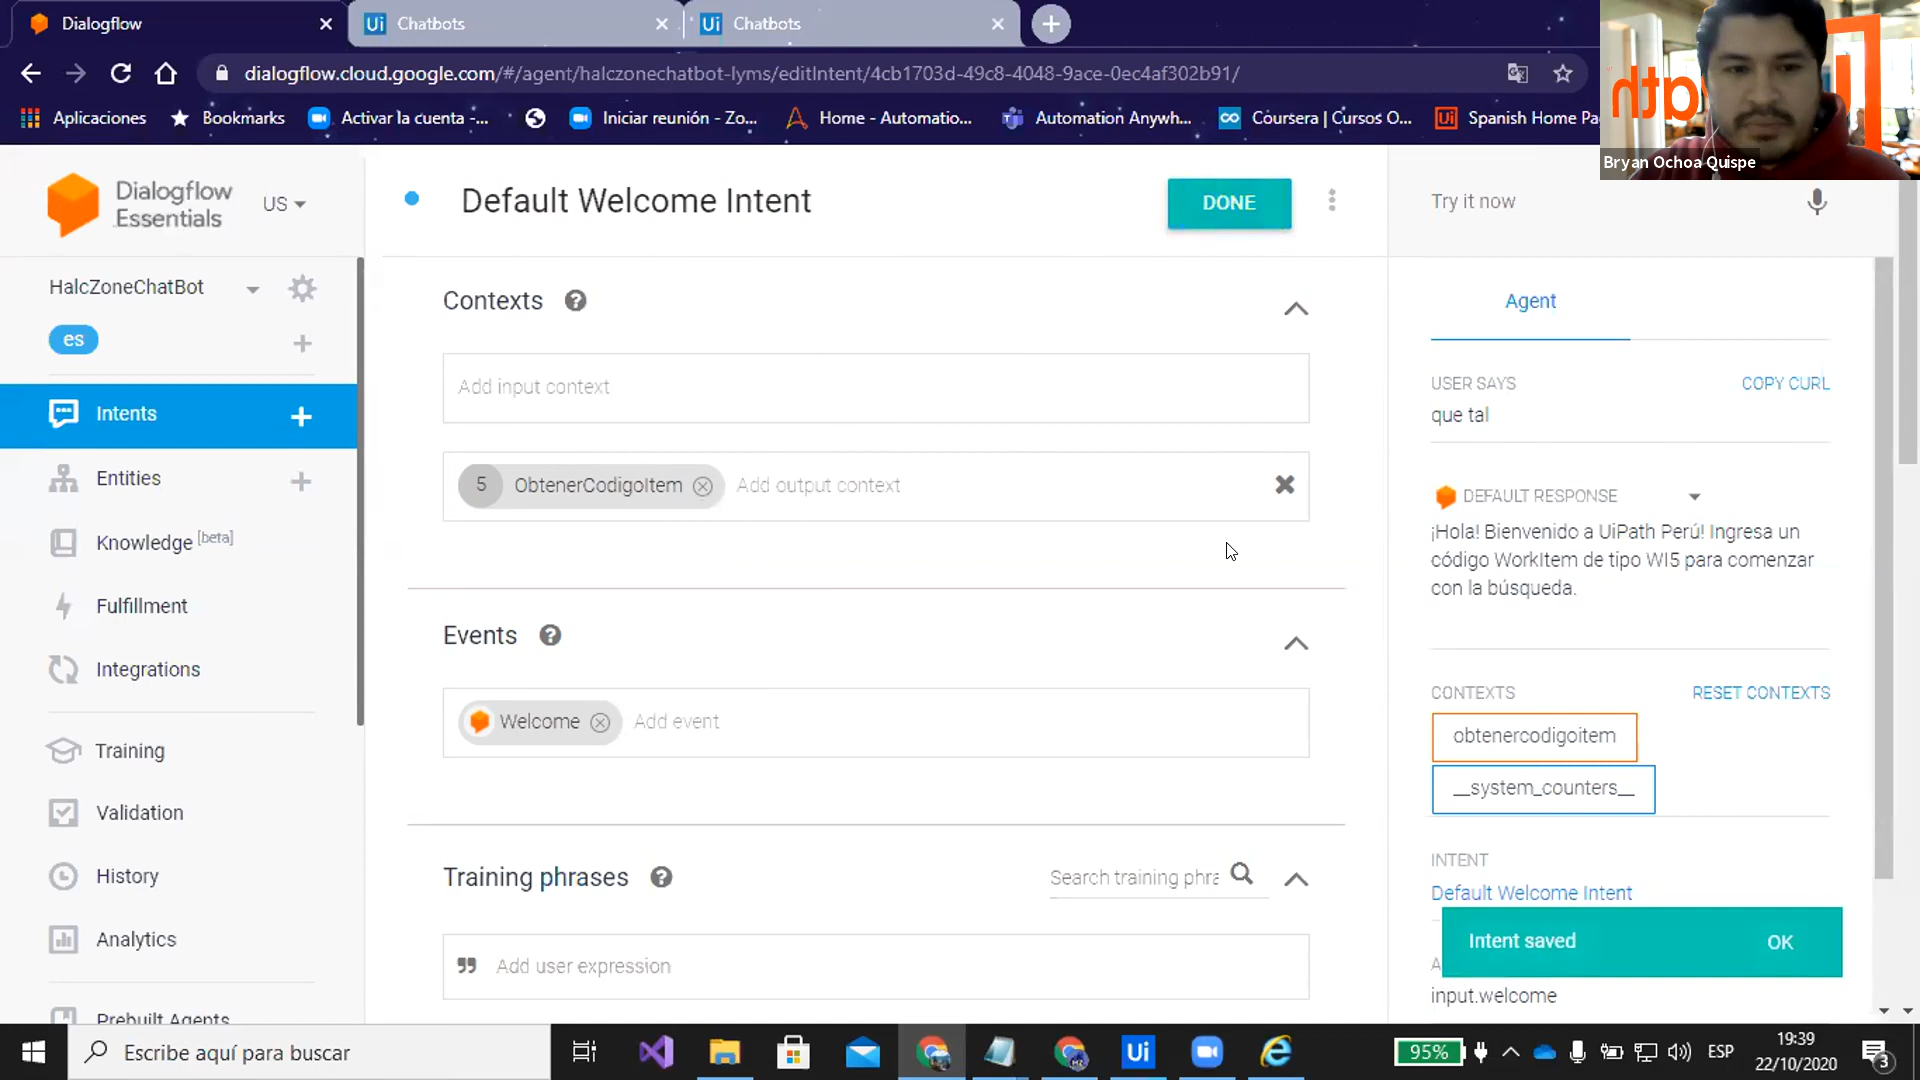 Dialogflow
Ui Chatbots
Ui Chatbots
dialogflow.cloud.google.com/#/agent/halczonechatbot-lyms/editIntent/4cb1703d-49c8-4048-9ace-0ec4af302b91/
Aplicaciones
Bookmarks
Activar la cuenta -...
Iniciar reunión - Zo...
Home - Automatio...
Automation Anywh...
Coursera | Cursos O...
Ui Spanish Home Pa
Bryan Ochoa Quispe
Dialogflow
Essentials
US
HalcZoneChatBot
es
Intents
Entities
Knowledge [beta]
Fulfillment
Integrations
Training
Validation
History
Analytics
Prebuilt Agents
Default Welcome Intent
DONE
Contexts
Add input context
5 ObtenerCodigoItem Add output context
Events
Welcome Add event
Training phrases
Search training phra
Add user expression
Try it now
Agent
USER SAYS
COPY CURL
que tal
DEFAULT RESPONSE
¡Hola! Bienvenido a UiPath Perú! Ingresa un
código WorkItem de tipo WI5 para comenzar
con la búsqueda.
CONTEXTS
RESET CONTEXTS
obtenercodigoitem
__system_counters__
INTENT
Default Welcome Intent
Intent saved
OK
A
input.welcome
Escribe aquí para buscar
Ui
95%
ESP
19:39
22/10/2020
3